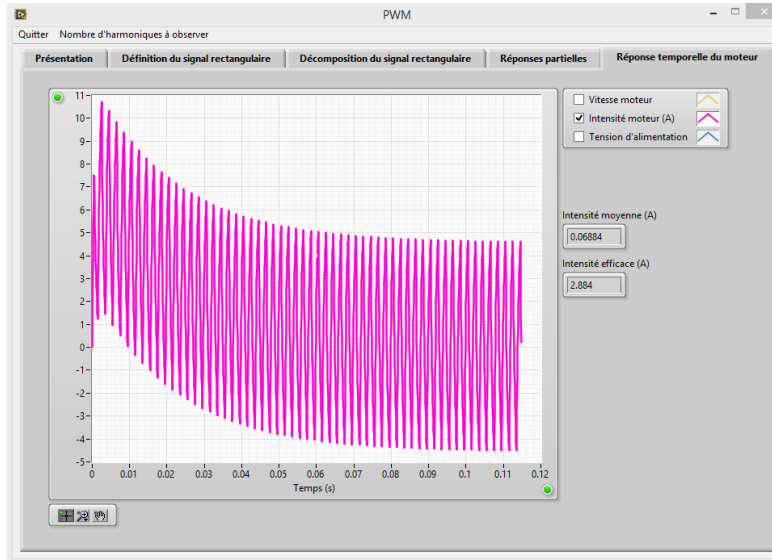 PWM
Quitter Nombre d'harmoniques à observer
Présentation Définition du signal rectangulaire Décomposition du signal rectangulaire Réponses partielles Réponse temporelle du moteur
11
10
9
8
7
6
5
4
3
2
1
0
-1
-2
-3
-4
-5
0 0.01 0.02 0.03 0.04 0.05 0.06 0.07 0.08 0.09 0.1 0.11 0.12
Temps (s)
Vitesse moteur
Intensité moteur (A)
Tension d'alimentation
Intensité moyenne (A)
0.06884
Intensité efficace (A)
2.884